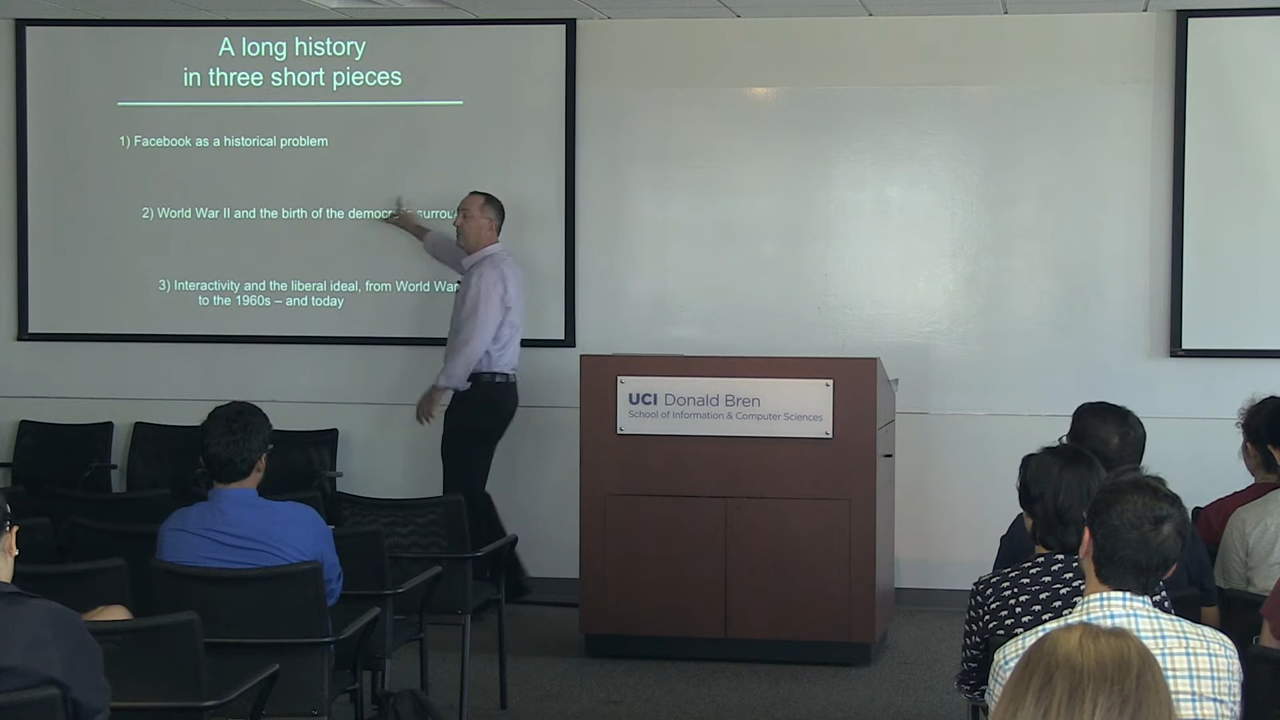 A long history
in three short pieces
1) Facebook as a historical problem
2) World War II and the birth of the
3) Interactivity and the liberal ideal, from World War
to the 1960s – and today
UCI Donald Bren
School of Information & Computer Sciences